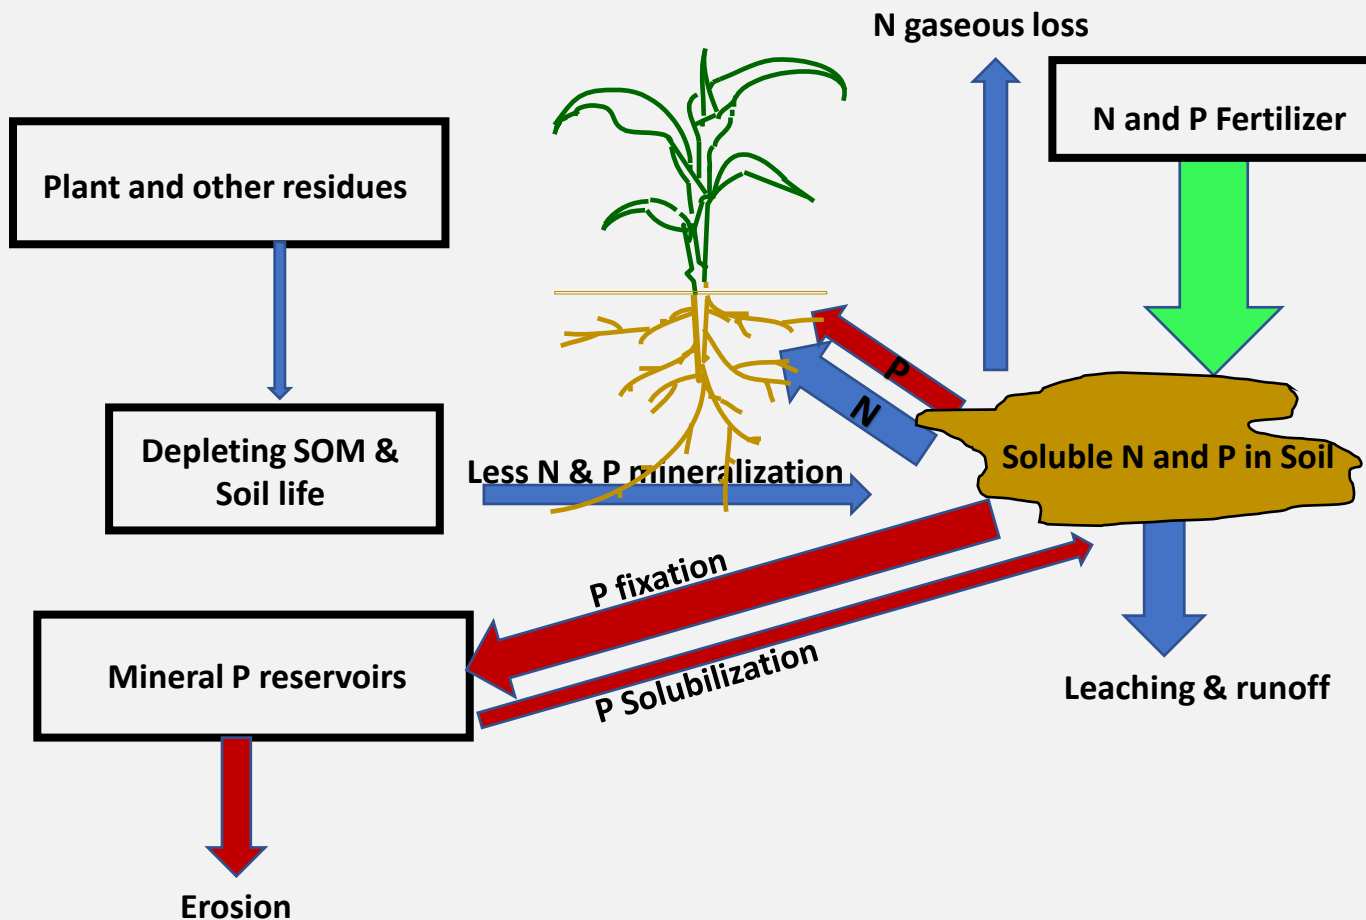 N gaseous loss
N and P Fertilizer
Plant and other residues
P
N
Depleting SOM &
Soil life
Less N & P mineralization
Soluble N and P in Soil
P fixation
P Solubilization
Mineral P reservoirs
Leaching & runoff
Erosion